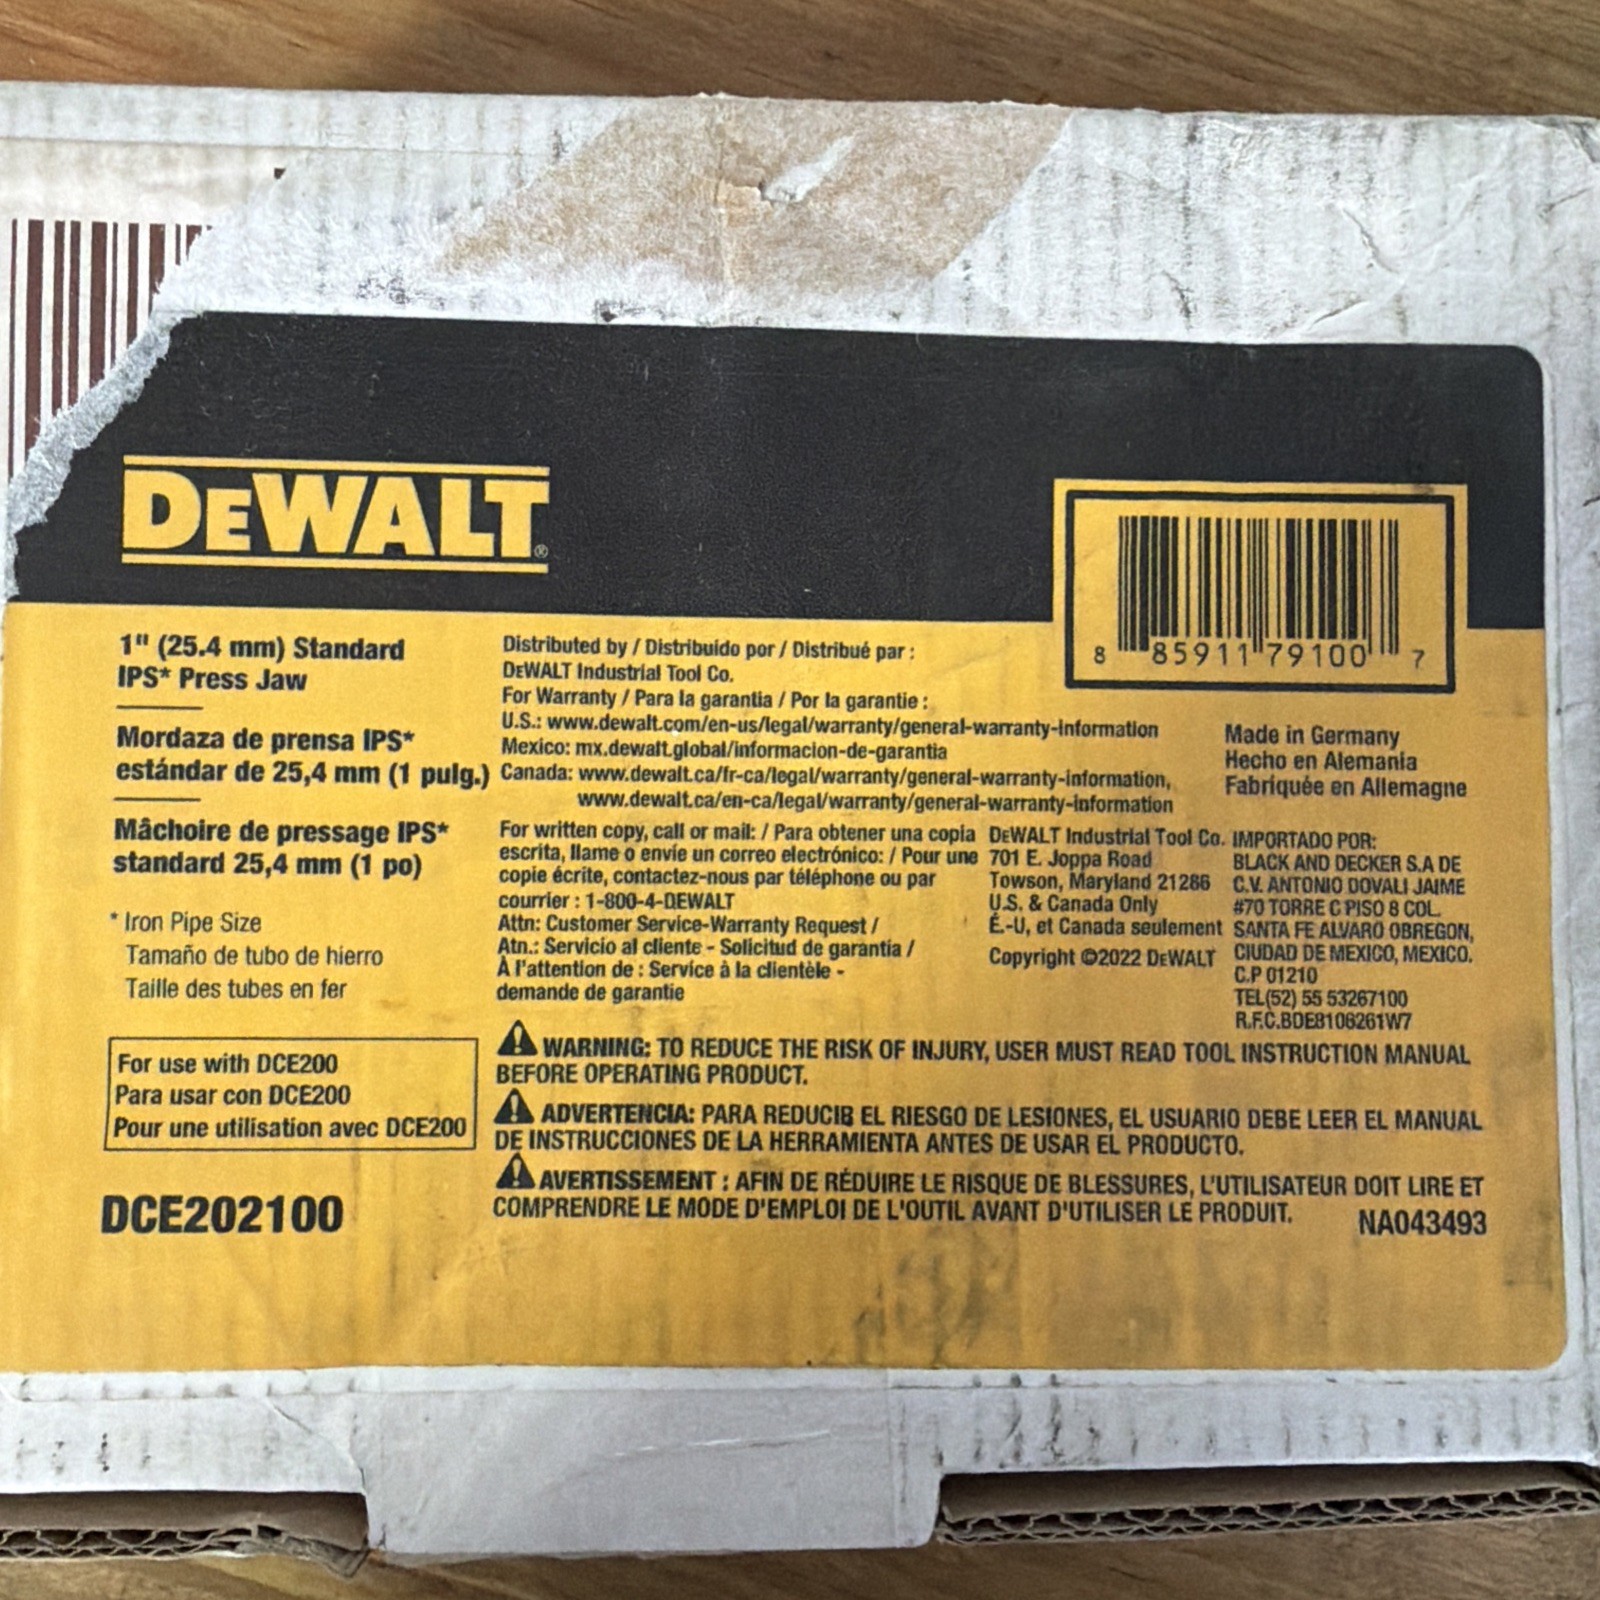 DEWALT®
8 85911 79100 7
1" (25.4 mm) Standard
IPS* Press Jaw
Mordaza de prensa IPS*
estándar de 25,4 mm (1 pulg.)
Mâchoire de pressage IPS*
standard 25,4 mm (1 po)
* Iron Pipe Size
Tamaño de tubo de hierro
Taille des tubes en fer
For use with DCE200
Para usar con DCE200
Pour une utilisation avec DCE200
DCE202100
Distributed by / Distribuido por / Distribué par :
DEWALT Industrial Tool Co.
For Warranty / Para la garantía / Por la garantie :
U.S.: www.dewalt.com/en-us/legal/warranty/general-warranty-information
Mexico: mx.dewalt.global/informacion-de-garantia
Canada: www.dewalt.ca/fr-ca/legal/warranty/general-warranty-information,
www.dewalt.ca/en-ca/legal/warranty/general-warranty-information
Made in Germany
Hecho en Alemania
Fabriquée en Allemagne
For written copy, call or mail: / Para obtener una copia
escrita, llame o envíe un correo electrónico: / Pour une
copie écrite, contactez-nous par téléphone ou par
courrier : 1-800-4-DEWALT
Attn: Customer Service-Warranty Request /
Atn.: Servicio al cliente - Solicitud de garantía /
À l'attention de : Service à la clientèle -
demande de garantie
DEWALT Industrial Tool Co.
701 E. Joppa Road
Towson, Maryland 21286
U.S. & Canada Only
É.-U, et Canada seulement
Copyright ©2022 DEWALT
IMPORTADO POR:
BLACK AND DECKER S.A DE
C.V. ANTONIO DOVALI JAIME
#70 TORRE C PISO 8 COL.
SANTA FE ALVARO OBREGON,
CIUDAD DE MEXICO, MEXICO.
C.P 01210
TEL(52) 55 53267100
R.F.C.BDE8106261W7
WARNING: TO REDUCE THE RISK OF INJURY, USER MUST READ TOOL INSTRUCTION MANUAL
BEFORE OPERATING PRODUCT.
ADVERTENCIA: PARA REDUCIB EL RIESGO DE LESIONES, EL USUARIO DEBE LEER EL MANUAL
DE INSTRUCCIONES DE LA HERRAMIENTA ANTES DE USAR EL PRODUCTO.
AVERTISSEMENT : AFIN DE RÉDUIRE LE RISQUE DE BLESSURES, L'UTILISATEUR DOIT LIRE ET
COMPRENDRE LE MODE D'EMPLOI DE L'OUTIL AVANT D'UTILISER LE PRODUIT.
NA043493